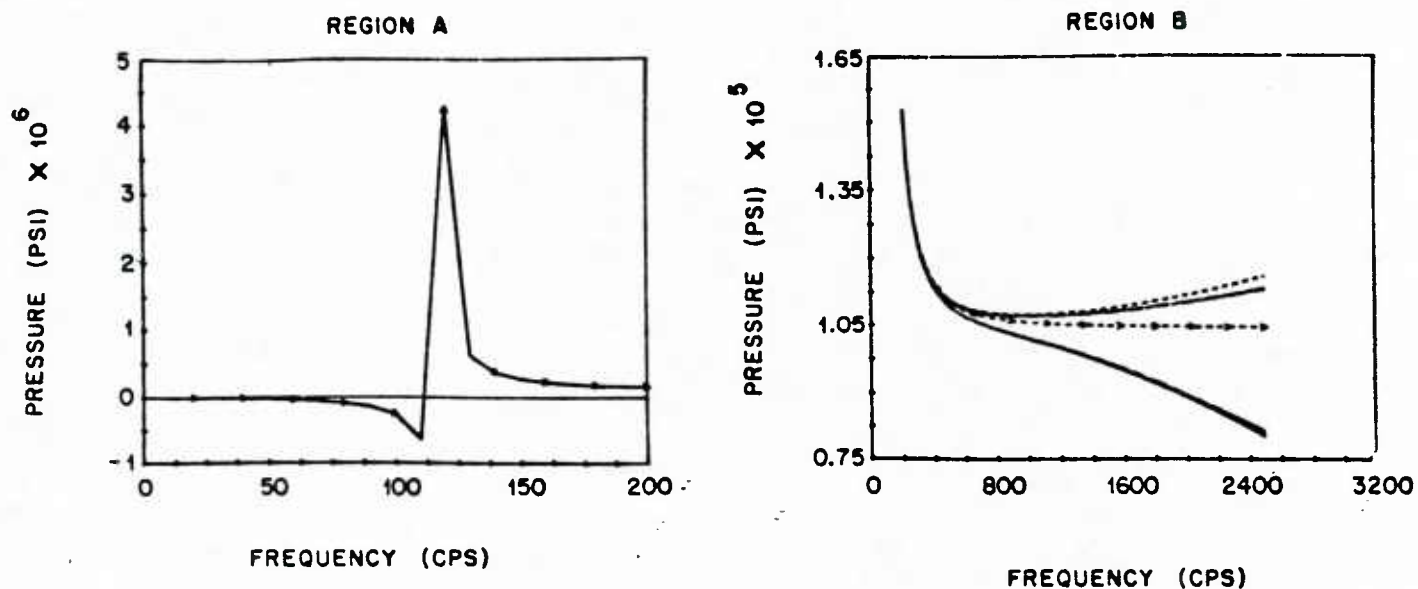 REGION A
PRESSURE (PSI) X 10^6
5
4
3
2
1
0
-1
0 50 100 150 200
FREQUENCY (CPS)
REGION B
PRESSURE (PSI) X 10^5
1.65
1.35
1.05
0.75
0 800 1600 2400 3200
FREQUENCY (CPS)